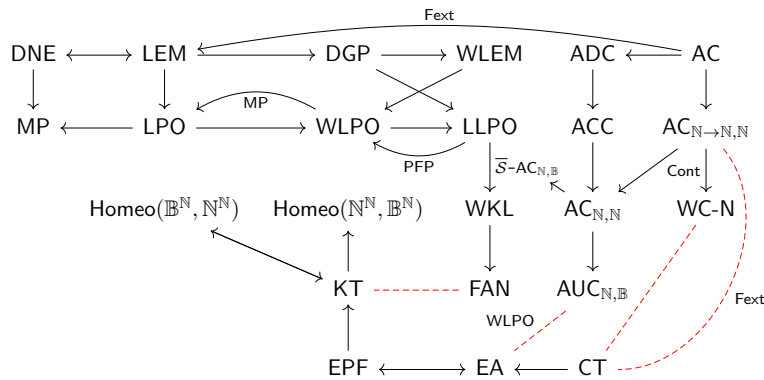 Fext
DNE LEM DGP WLEM ADC AC
MP
MP LPO WLPO LLPO ACC AC_{ℕ→ℕ,ℕ}
PFP S̅-AC_{ℕ,𝔹} Cont
Homeo(𝔹^ℕ, ℕ^ℕ) Homeo(ℕ^ℕ, 𝔹^ℕ) WKL AC_{ℕ,ℕ} WC-N
KT FAN AUC_{ℕ,𝔹} Fext
WLPO
EPF EA CT